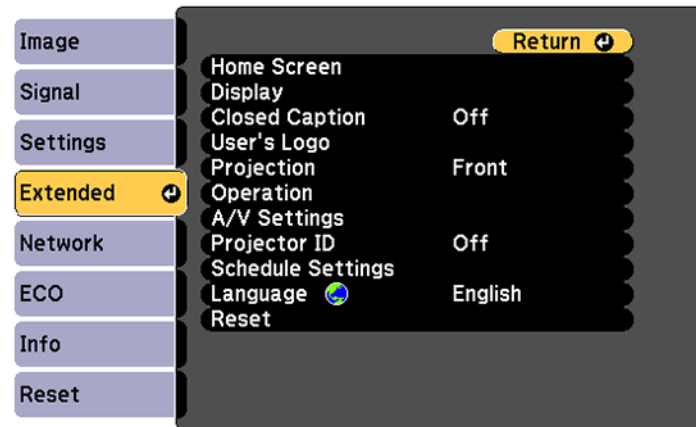 Image
Signal
Settings
Extended
Network
ECO
Info
Reset
Return
Home Screen
Display
Closed Caption Off
User's Logo
Projection Front
Operation
A/V Settings
Projector ID Off
Schedule Settings
Language English
Reset